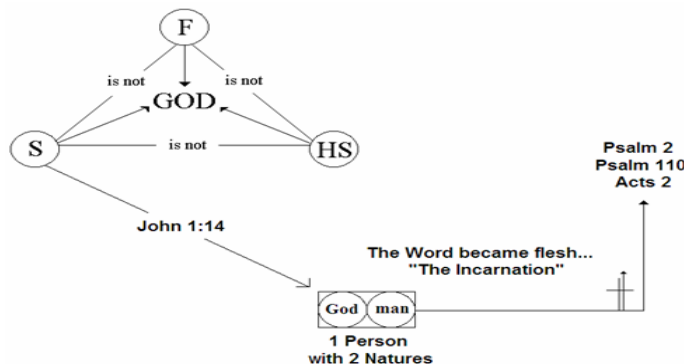 F
is not
is not
GOD
S
is not
HS
Psalm 2
Psalm 110
Acts 2
John 1:14
The Word became flesh...
"The Incarnation"
God
man
1 Person
with 2 Natures